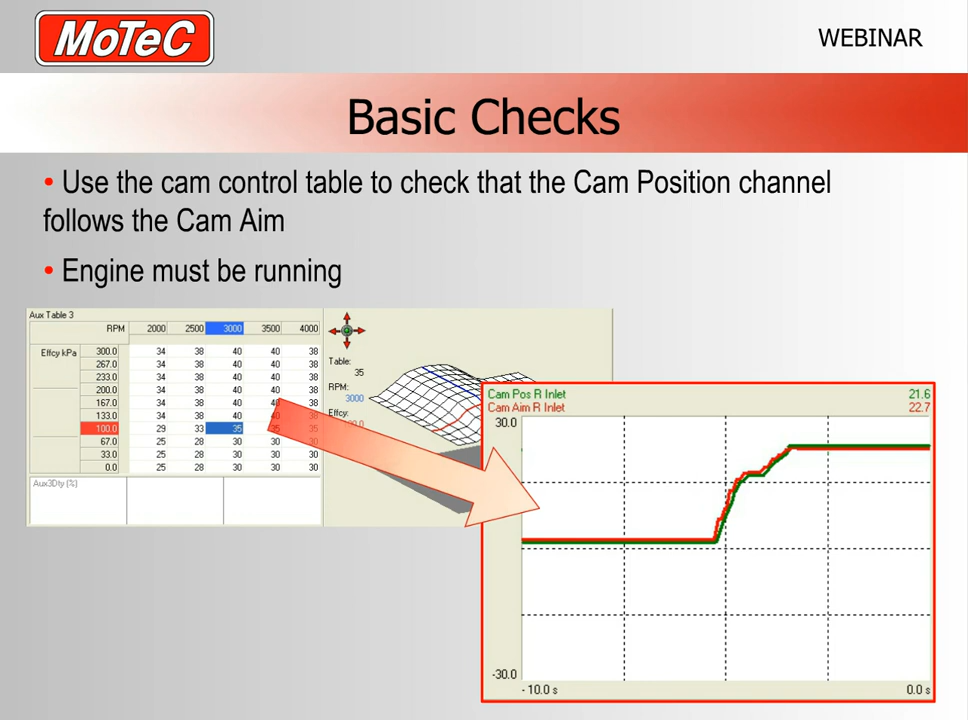 MoTeC
WEBINAR
Basic Checks
• Use the cam control table to check that the Cam Position channel
follows the Cam Aim
• Engine must be running
Aux Table 3
RPM 2000 2500 3000 3500 4000
Effcy kPa 300.0 34 38 40 40 38
267.0 34 38 40 40 38
233.0 34 38 40 40 38
200.0 34 38 40 40 38
167.0 34 38 40 40 38
133.0 34 38 40 40 38
100.0 29 33 35 35 35
67.0 25 28 30 30 30
33.0 25 28 30 30 30
0.0 25 28 30 30 30
Aux3Dty (%)
Table:
35
RPM:
3000
Effcy:
100.0
Cam Pos R Inlet 21.6
Cam Aim R Inlet 22.7
30.0
-30.0
- 10.0 s 0.0 s